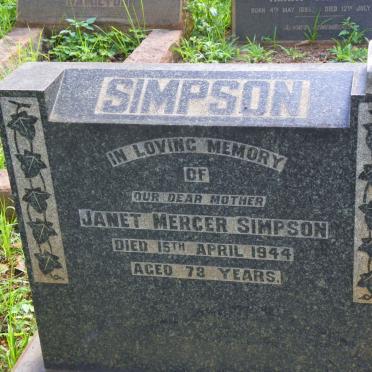 SIMPSON
IN LOVING MEMORY
OF
OUR DEAR MOTHER
JANET MERCER SIMPSON
DIED 15TH APRIL 1944
AGED 78 YEARS.